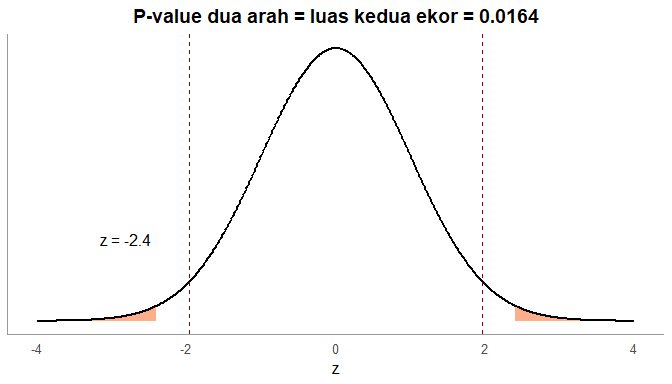 P-value dua arah = luas kedua ekor = 0.0164
z = -2.4
-4 -2 0 2 4
z